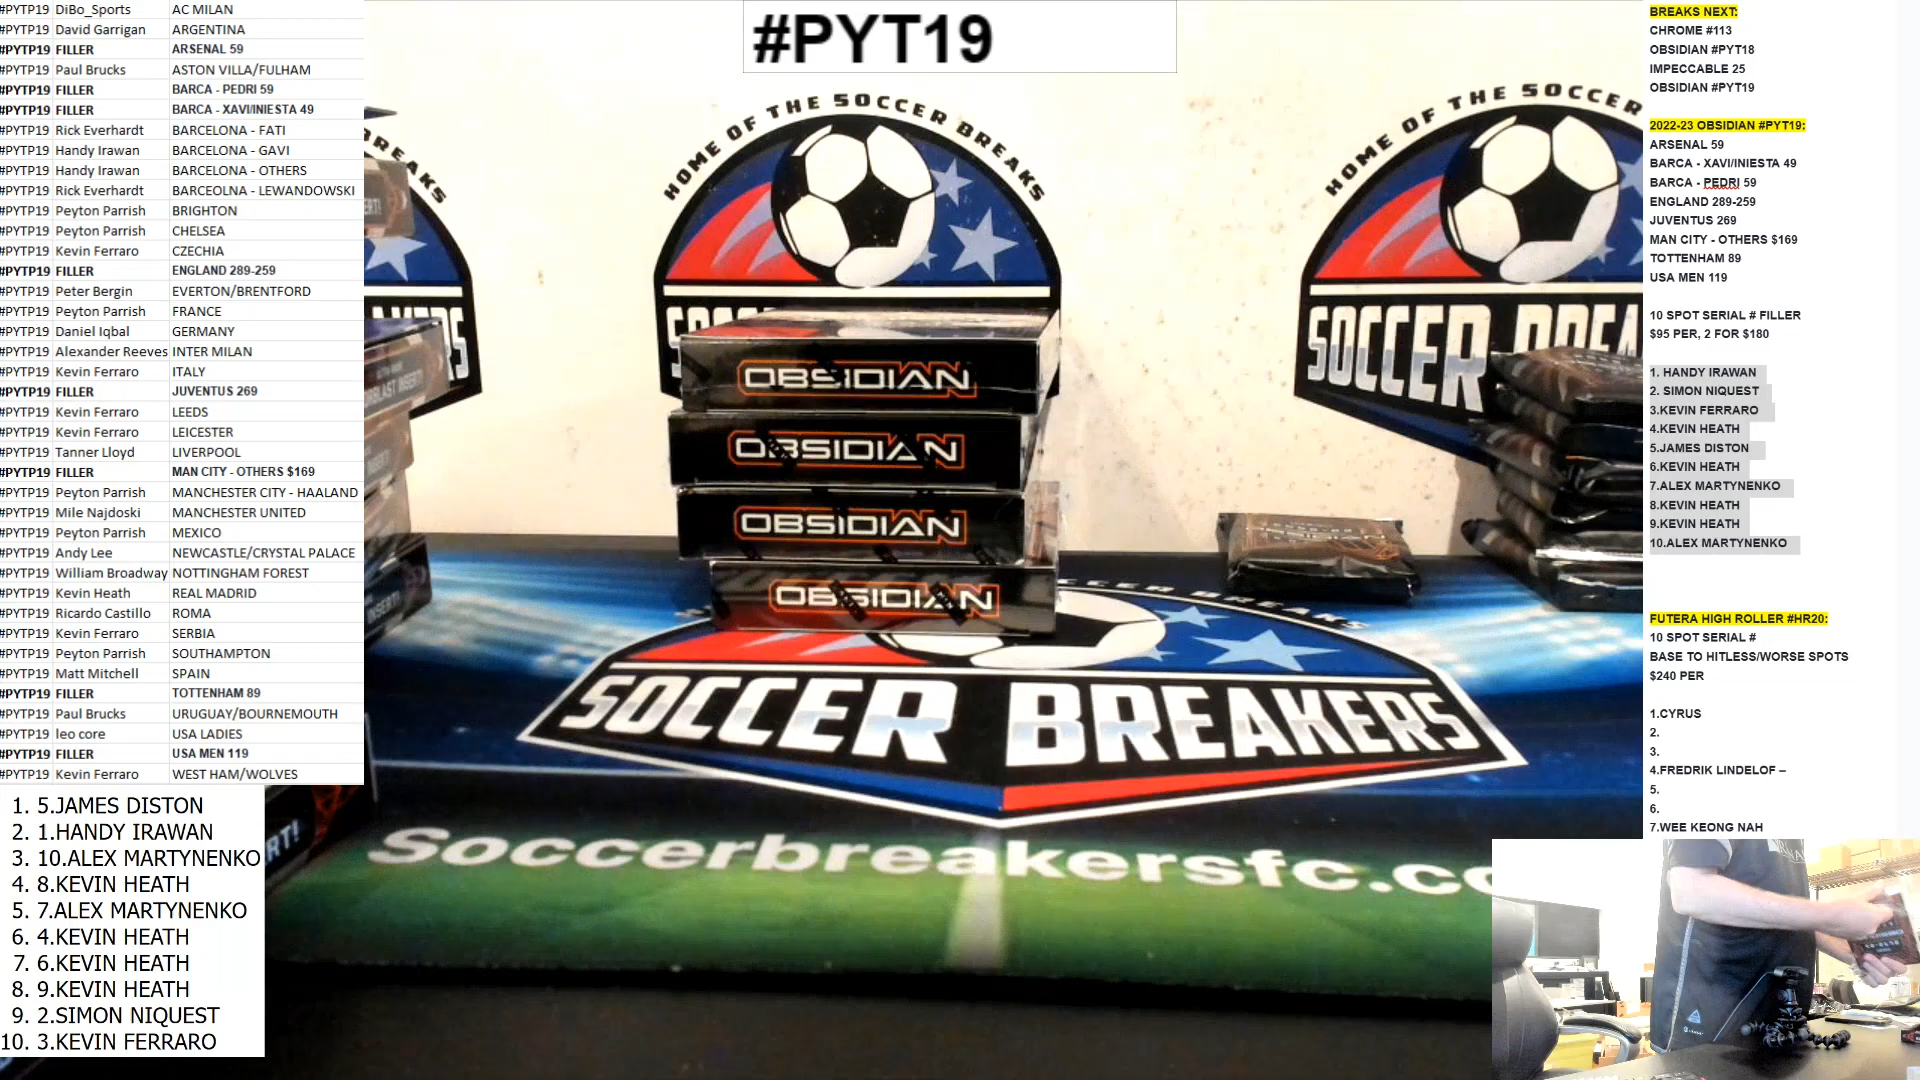 #PYTP19 DiBo_Sports AC MILAN
#PYTP19 David Garrigan ARGENTINA
#PYTP19 FILLER ARSENAL 59
#PYTP19 Paul Brucks ASTON VILLA/FULHAM
#PYTP19 FILLER BARCA - PEDRI 59
#PYTP19 FILLER BARCA - XAVI/INIESTA 49
#PYTP19 Rick Everhardt BARCELONA - FATI
#PYTP19 Handy Irawan BARCELONA - GAVI
#PYTP19 Handy Irawan BARCELONA - OTHERS
#PYTP19 Rick Everhardt BARCEOLNA - LEWANDOWSKI
#PYTP19 Peyton Parrish BRIGHTON
#PYTP19 Peyton Parrish CHELSEA
#PYTP19 Kevin Ferraro CZECHIA
#PYTP19 FILLER ENGLAND 289-259
#PYTP19 Peter Bergin EVERTON/BRENTFORD
#PYTP19 Peyton Parrish FRANCE
#PYTP19 Daniel Iqbal GERMANY
#PYTP19 Alexander Reeves INTER MILAN
#PYTP19 Kevin Ferraro ITALY
#PYTP19 FILLER JUVENTUS 269
#PYTP19 Kevin Ferraro LEEDS
#PYTP19 Kevin Ferraro LEICESTER
#PYTP19 Tanner Lloyd LIVERPOOL
#PYTP19 FILLER MAN CITY - OTHERS $169
#PYTP19 Peyton Parrish MANCHESTER CITY - HAALAND
#PYTP19 Mile Najdoski MANCHESTER UNITED
#PYTP19 Peyton Parrish MEXICO
#PYTP19 Andy Lee NEWCASTLE/CRYSTAL PALACE
#PYTP19 William Broadway NOTTINGHAM FOREST
#PYTP19 Kevin Heath REAL MADRID
#PYTP19 Ricardo Castillo ROMA
#PYTP19 Kevin Ferraro SERBIA
#PYTP19 Peyton Parrish SOUTHAMPTON
#PYTP19 Matt Mitchell SPAIN
#PYTP19 FILLER TOTTENHAM 89
#PYTP19 Paul Brucks URUGUAY/BOURNEMOUTH
#PYTP19 leo core USA LADIES
#PYTP19 FILLER USA MEN 119
#PYTP19 Kevin Ferraro WEST HAM/WOLVES
1. 5.JAMES DISTON
2. 1.HANDY IRAWAN
3. 10.ALEX MARTYNENKO
4. 8.KEVIN HEATH
5. 7.ALEX MARTYNENKO
6. 4.KEVIN HEATH
7. 6.KEVIN HEATH
8. 9.KEVIN HEATH
9. 2.SIMON NIQUEST
10. 3.KEVIN FERRARO
#PYT19
HOME OF THE SOCCER BREAKS
OBSIDIAN
OBSIDIAN
OBSIDIAN
OBSIDIAN
HOME OF THE SOCCER
SOCCER
SOCCER BREAKERS
Soccerbreakersfc.co
BREAKS NEXT:
CHROME #113
OBSIDIAN #PYT18
IMPECCABLE 25
OBSIDIAN #PYT19
2022-23 OBSIDIAN #PYT19:
ARSENAL 59
BARCA - XAVI/INIESTA 49
BARCA - PEDRI 59
ENGLAND 289-259
JUVENTUS 269
MAN CITY - OTHERS $169
TOTTENHAM 89
USA MEN 119
10 SPOT SERIAL # FILLER
$95 PER, 2 FOR $180
1. HANDY IRAWAN
2. SIMON NIQUEST
3.KEVIN FERRARO
4.KEVIN HEATH
5.JAMES DISTON
6.KEVIN HEATH
7.ALEX MARTYNENKO
8.KEVIN HEATH
9.KEVIN HEATH
10.ALEX MARTYNENKO
FUTERA HIGH ROLLER #HR20:
10 SPOT SERIAL #
BASE TO HITLESS/WORSE SPOTS
$240 PER
1.CYRUS
2.
3.
4.FREDRIK LINDELOF –
5.
6.
7.WEE KEONG NAH